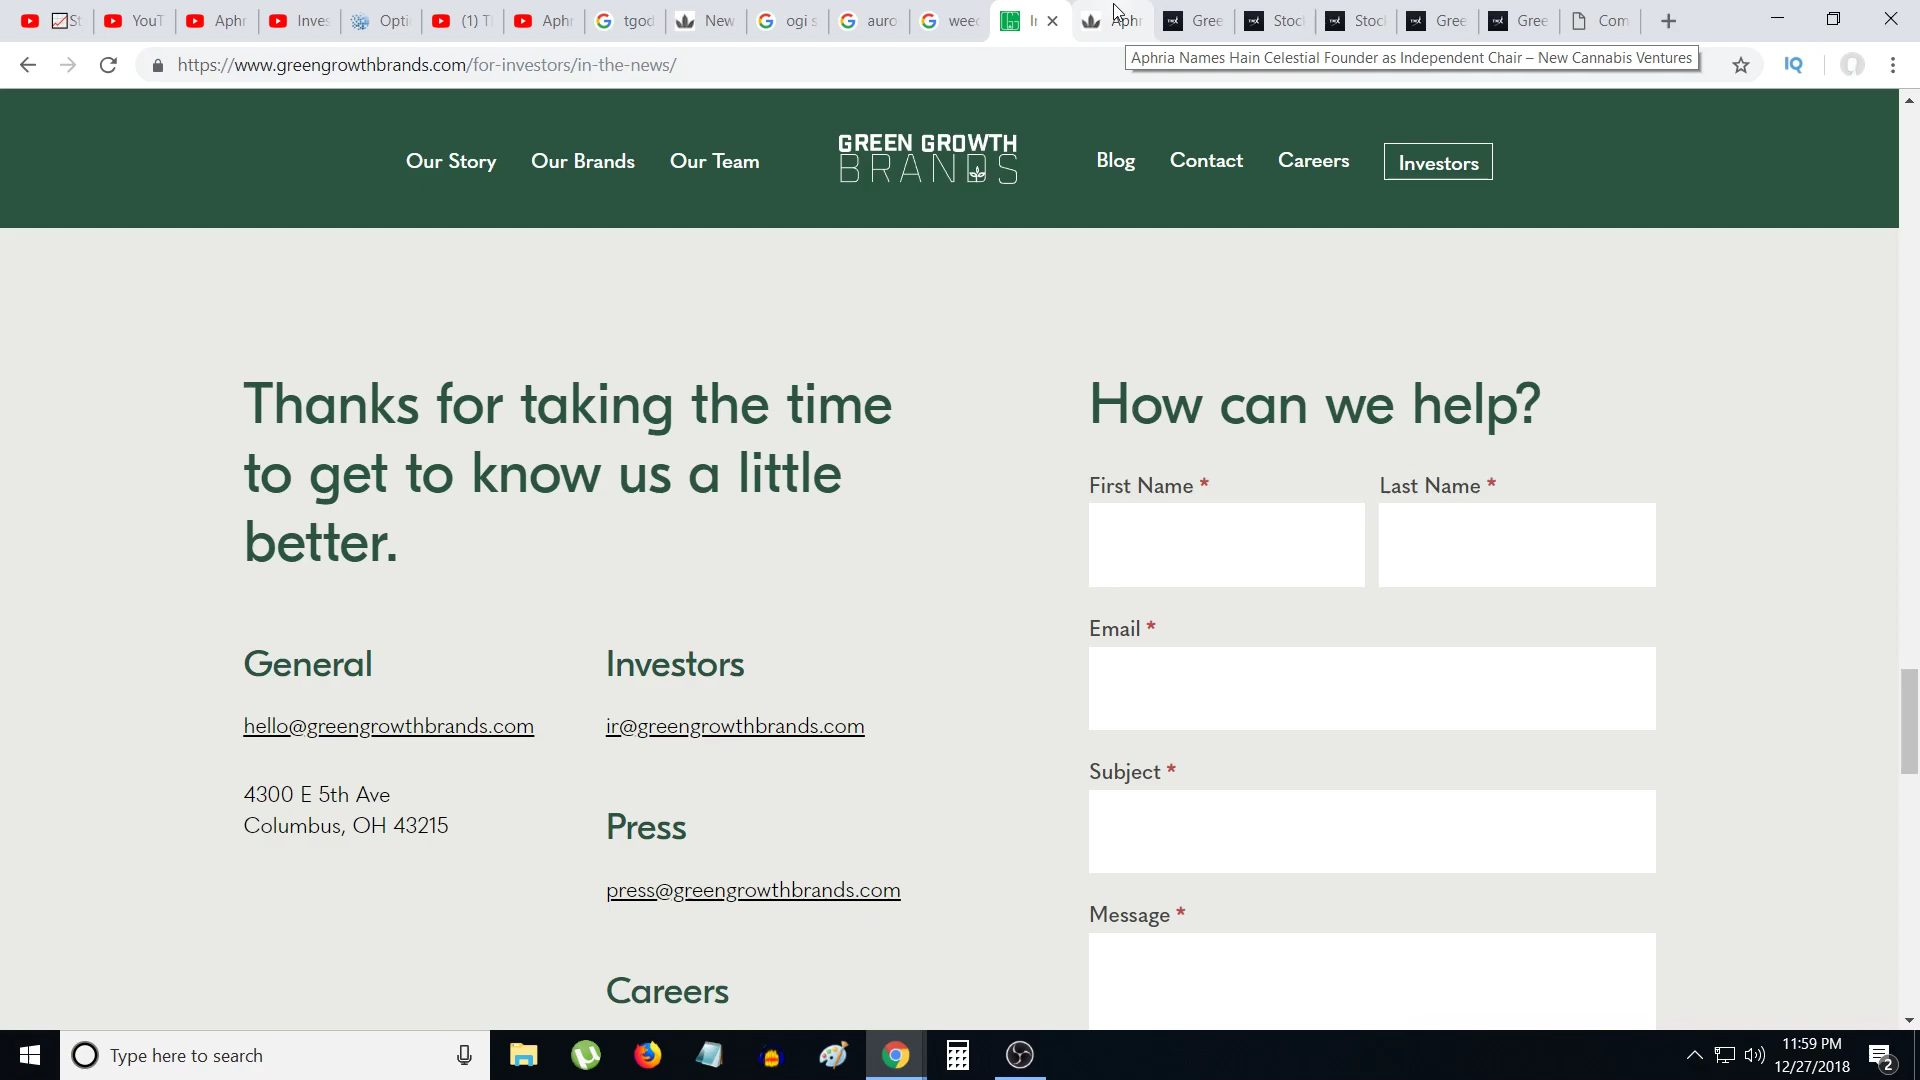 St
YouT
Aphr
Inves
Opti
(1) T
Aphr
tgod
New
ogi s
auro
weed
Ir
Aphr
Gree
Stoc
Stoc
Gree
Gree
Com
https://www.greengrowthbrands.com/for-investors/in-the-news/
Aphria Names Hain Celestial Founder as Independent Chair – New Cannabis Ventures
IQ
Our Story
Our Brands
Our Team
GREEN GROWTH
BRANDS
Blog
Contact
Careers
Investors
Thanks for taking the time
to get to know us a little
better.
General
hello@greengrowthbrands.com
4300 E 5th Ave
Columbus, OH 43215
Investors
ir@greengrowthbrands.com
Press
press@greengrowthbrands.com
Careers
How can we help?
First Name *
Last Name *
Email *
Subject *
Message *
Type here to search
11:59 PM
12/27/2018
2